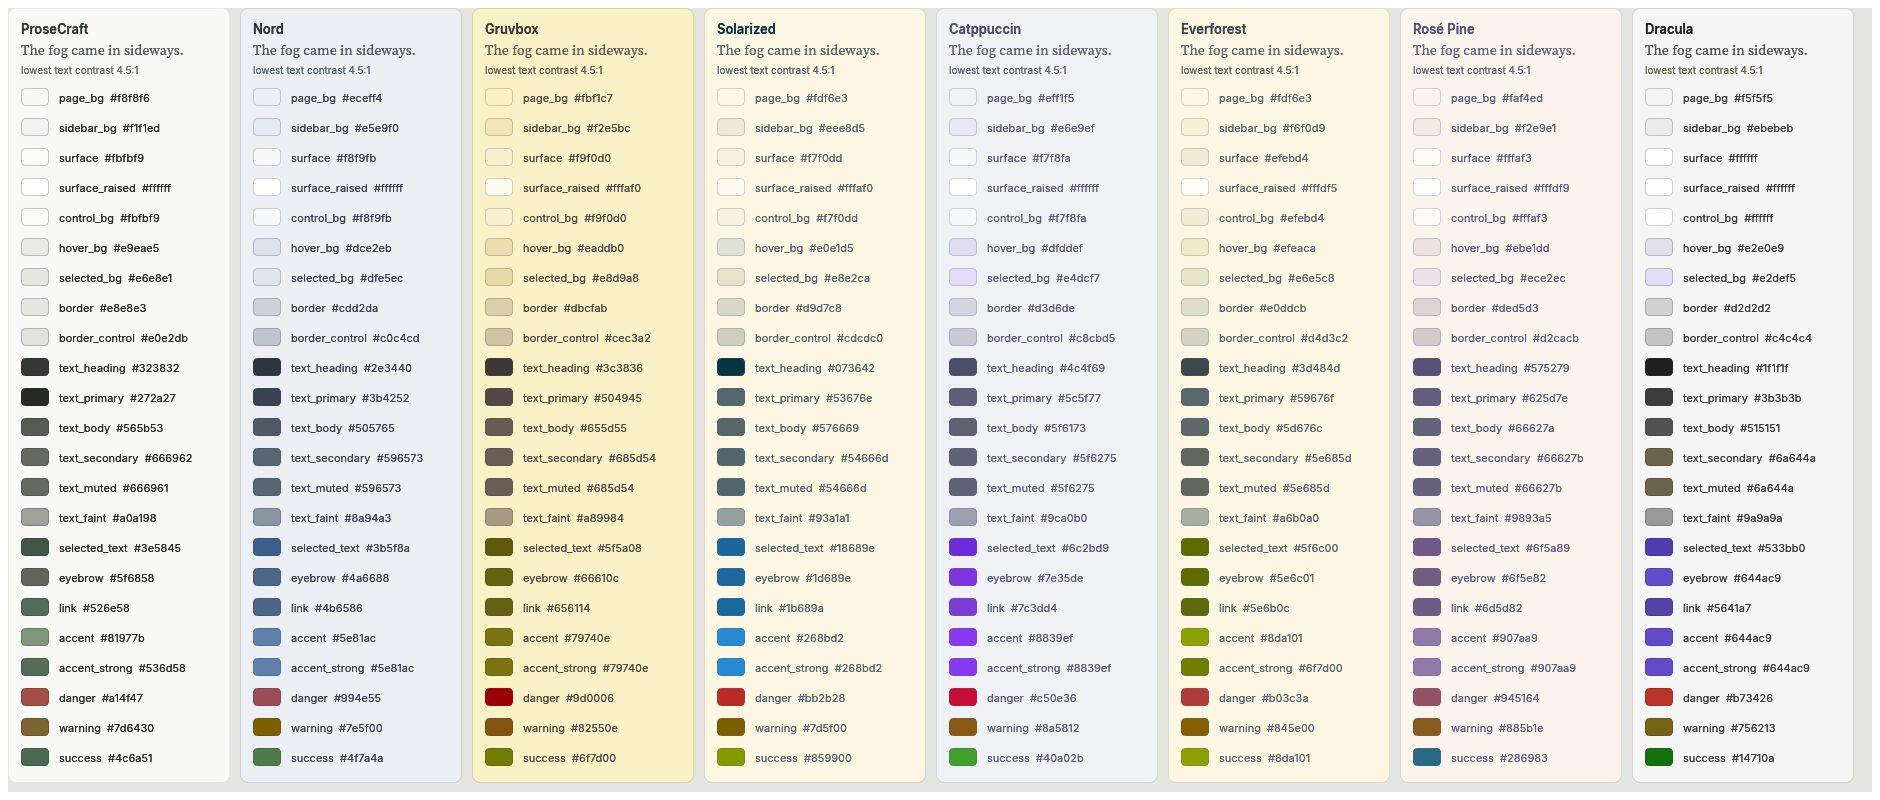 ProseCraft
The fog came in sideways.
lowest text contrast 4.5:1
page_bg #f8f8f6
sidebar_bg #f1f1ed
surface #fbfbf9
surface_raised #ffffff
control_bg #fbfbf9
hover_bg #e9eae5
selected_bg #e6e8e1
border #e8e8e3
border_control #e0e2db
text_heading #323832
text_primary #272a27
text_body #565b53
text_secondary #666962
text_muted #666961
text_faint #a0a198
selected_text #3e5845
eyebrow #5f6858
link #526e58
accent #81977b
accent_strong #536d58
danger #a14f47
warning #7d6430
success #4c6a51
Nord
The fog came in sideways.
lowest text contrast 4.5:1
page_bg #eceff4
sidebar_bg #e5e9f0
surface #f8f9fb
surface_raised #ffffff
control_bg #f8f9fb
hover_bg #dce2eb
selected_bg #dfe5ec
border #cdd2da
border_control #c0c4cd
text_heading #2e3440
text_primary #3b4252
text_body #505765
text_secondary #596573
text_muted #596573
text_faint #8a94a3
selected_text #3b5f8a
eyebrow #4a6688
link #4b6586
accent #5e81ac
accent_strong #5e81ac
danger #994e55
warning #7e5f00
success #4f7a4a
Gruvbox
The fog came in sideways.
lowest text contrast 4.5:1
page_bg #fbf1c7
sidebar_bg #f2e5bc
surface #f9f0d0
surface_raised #fffaf0
control_bg #f9f0d0
hover_bg #eaddb0
selected_bg #e8d9a8
border #dbcfab
border_control #cec3a2
text_heading #3c3836
text_primary #504945
text_body #655d55
text_secondary #685d54
text_muted #685d54
text_faint #a89984
selected_text #5f5a08
eyebrow #66610c
link #656114
accent #79740e
accent_strong #79740e
danger #9d0006
warning #82550e
success #6f7d00
Solarized
The fog came in sideways.
lowest text contrast 4.5:1
page_bg #fdf6e3
sidebar_bg #eee8d5
surface #f7f0dd
surface_raised #fffaf0
control_bg #f7f0dd
hover_bg #e0e1d5
selected_bg #e8e2ca
border #d9d7c8
border_control #cdcdc0
text_heading #073642
text_primary #53676e
text_body #576669
text_secondary #54666d
text_muted #54666d
text_faint #93a1a1
selected_text #18689e
eyebrow #1d689e
link #1b689a
accent #268bd2
accent_strong #268bd2
danger #bb2b28
warning #7d5f00
success #859900
Catppuccin
The fog came in sideways.
lowest text contrast 4.5:1
page_bg #eff1f5
sidebar_bg #e6e9ef
surface #f7f8fa
surface_raised #ffffff
control_bg #f7f8fa
hover_bg #dfddef
selected_bg #e4dcf7
border #d3d6de
border_control #c8cbd5
text_heading #4c4f69
text_primary #5c5f77
text_body #5f6173
text_secondary #5f6275
text_muted #5f6275
text_faint #9ca0b0
selected_text #6c2bd9
eyebrow #7e35de
link #7c3dd4
accent #8839ef
accent_strong #8839ef
danger #c50e36
warning #8a5812
success #40a02b
Everforest
The fog came in sideways.
lowest text contrast 4.5:1
page_bg #fdf6e3
sidebar_bg #f6f0d9
surface #efebd4
surface_raised #fffdf5
control_bg #efebd4
hover_bg #efeaca
selected_bg #e6e5c8
border #e0ddcb
border_control #d4d3c2
text_heading #3d484d
text_primary #59676f
text_body #5d676c
text_secondary #5e685d
text_muted #5e685d
text_faint #a6b0a0
selected_text #5f6c00
eyebrow #5e6c01
link #5e6b0c
accent #8da101
accent_strong #6f7d00
danger #b03c3a
warning #845e00
success #8da101
Rosé Pine
The fog came in sideways.
lowest text contrast 4.5:1
page_bg #faf4ed
sidebar_bg #f2e9e1
surface #fffaf3
surface_raised #fffdf9
control_bg #fffaf3
hover_bg #ebe1dd
selected_bg #ece2ec
border #ded5d3
border_control #d2cacb
text_heading #575279
text_primary #625d7e
text_body #66627a
text_secondary #66627b
text_muted #66627b
text_faint #9893a5
selected_text #6f5a89
eyebrow #6f5e82
link #6d5d82
accent #907aa9
accent_strong #907aa9
danger #945164
warning #885b1e
success #286983
Dracula
The fog came in sideways.
lowest text contrast 4.5:1
page_bg #f5f5f5
sidebar_bg #ebebeb
surface #ffffff
surface_raised #ffffff
control_bg #ffffff
hover_bg #e2e0e9
selected_bg #e2def5
border #d2d2d2
border_control #c4c4c4
text_heading #1f1f1f
text_primary #3b3b3b
text_body #515151
text_secondary #6a644a
text_muted #6a644a
text_faint #9a9a9a
selected_text #533bb0
eyebrow #644ac9
link #5641a7
accent #644ac9
accent_strong #644ac9
danger #b73426
warning #756213
success #14710a